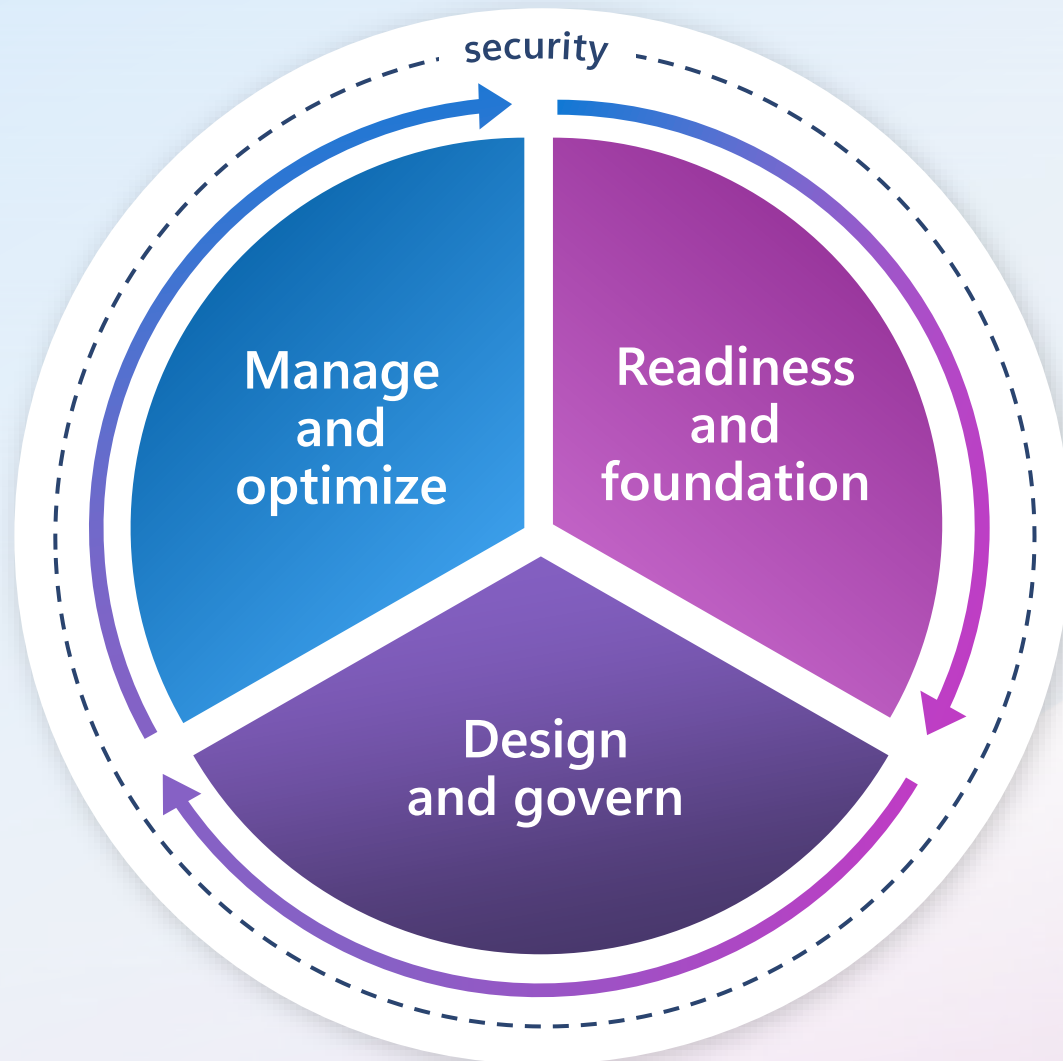 security
Manage
and
optimize
Readiness
and
foundation
Design
and govern